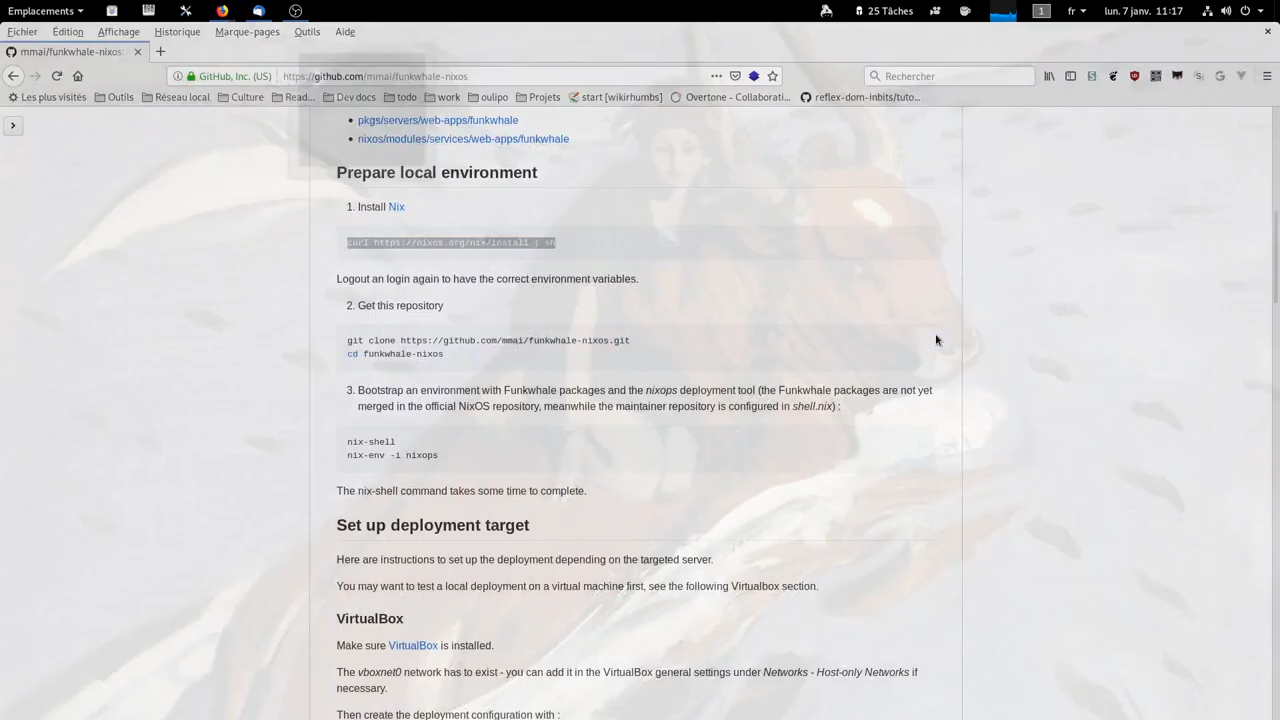 Emplacements
25 Tâches
1
fr
lun. 7 janv. 11:17
Fichier Édition Affichage Historique Marque-pages Outils Aide
mmai/funkwhale-nixos:
GitHub, Inc. (US)
https://github.com/mmai/funkwhale-nixos
Rechercher
Les plus visités Outils Réseau local Culture Read... Dev docs todo work oulipo Projets start [wikirhumbs] Overtone - Collaborati... reflex-dom-inbits/tuto...
pkgs/servers/web-apps/funkwhale
nixos/modules/services/web-apps/funkwhale
Prepare local environment
1. Install Nix
curl https://nixos.org/nix/install | sh
Logout an login again to have the correct environment variables.
2. Get this repository
git clone https://github.com/mmai/funkwhale-nixos.git
cd funkwhale-nixos
3. Bootstrap an environment with Funkwhale packages and the nixops deployment tool (the Funkwhale packages are not yet
merged in the official NixOS repository, meanwhile the maintainer repository is configured in shell.nix) :
nix-shell
nix-env -i nixops
The nix-shell command takes some time to complete.
Set up deployment target
Here are instructions to set up the deployment depending on the targeted server.
You may want to test a local deployment on a virtual machine first, see the following Virtualbox section.
VirtualBox
Make sure VirtualBox is installed.
The vboxnet0 network has to exist - you can add it in the VirtualBox general settings under Networks - Host-only Networks if
necessary.
Then create the deployment configuration with :